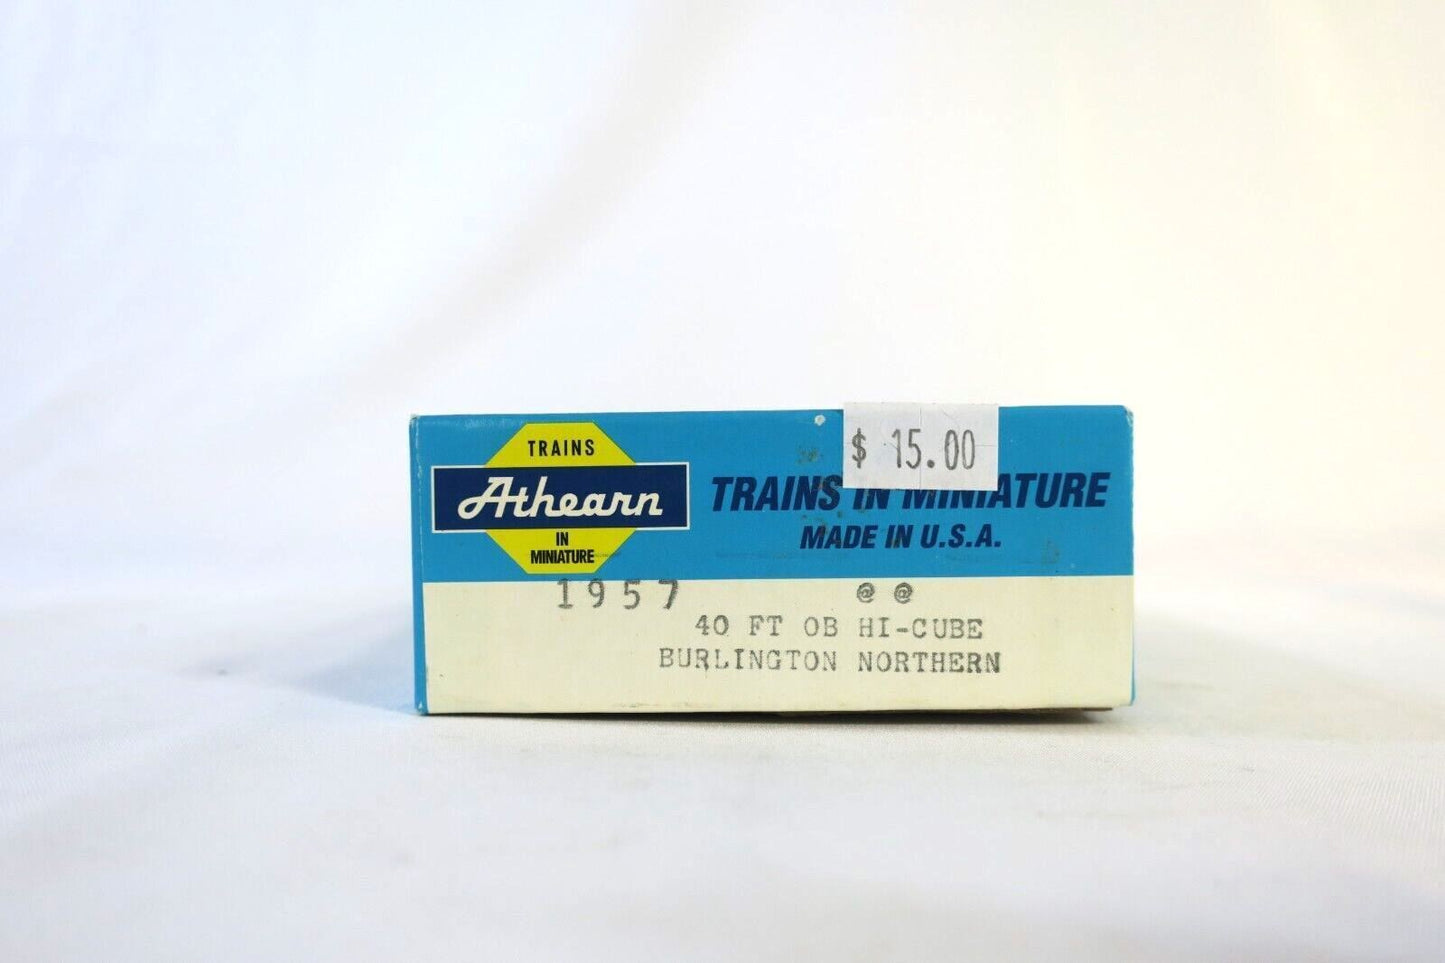 TRAINS
Athearn
IN
MINIATURE
$ 15.00
TRAINS IN MINIATURE
MADE IN U.S.A.
1957 @ @
40 FT OB HI-CUBE
BURLINGTON NORTHERN